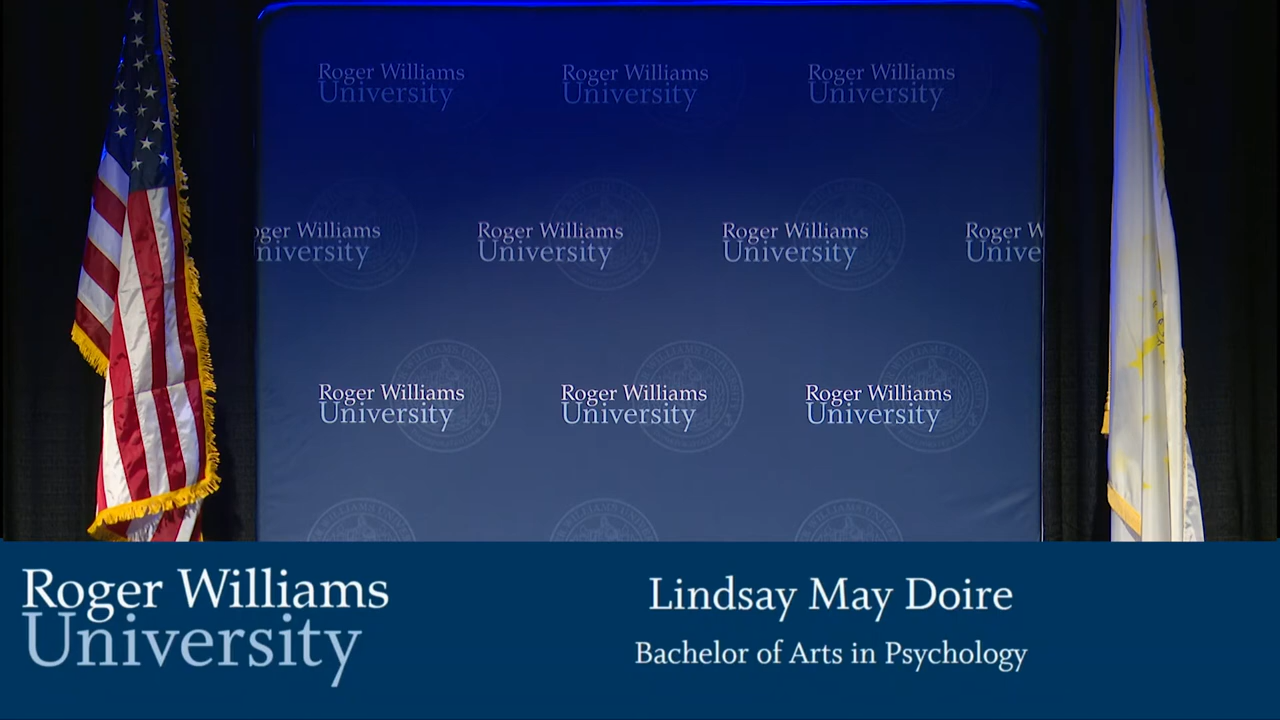 Roger Williams Roger Williams Roger Williams
University University University
oger Williams Roger Williams Roger Williams Roger W
niversity University University Unive
Roger Williams Roger Williams Roger Williams
University University University
Roger Williams
University
Lindsay May Doire
Bachelor of Arts in Psychology